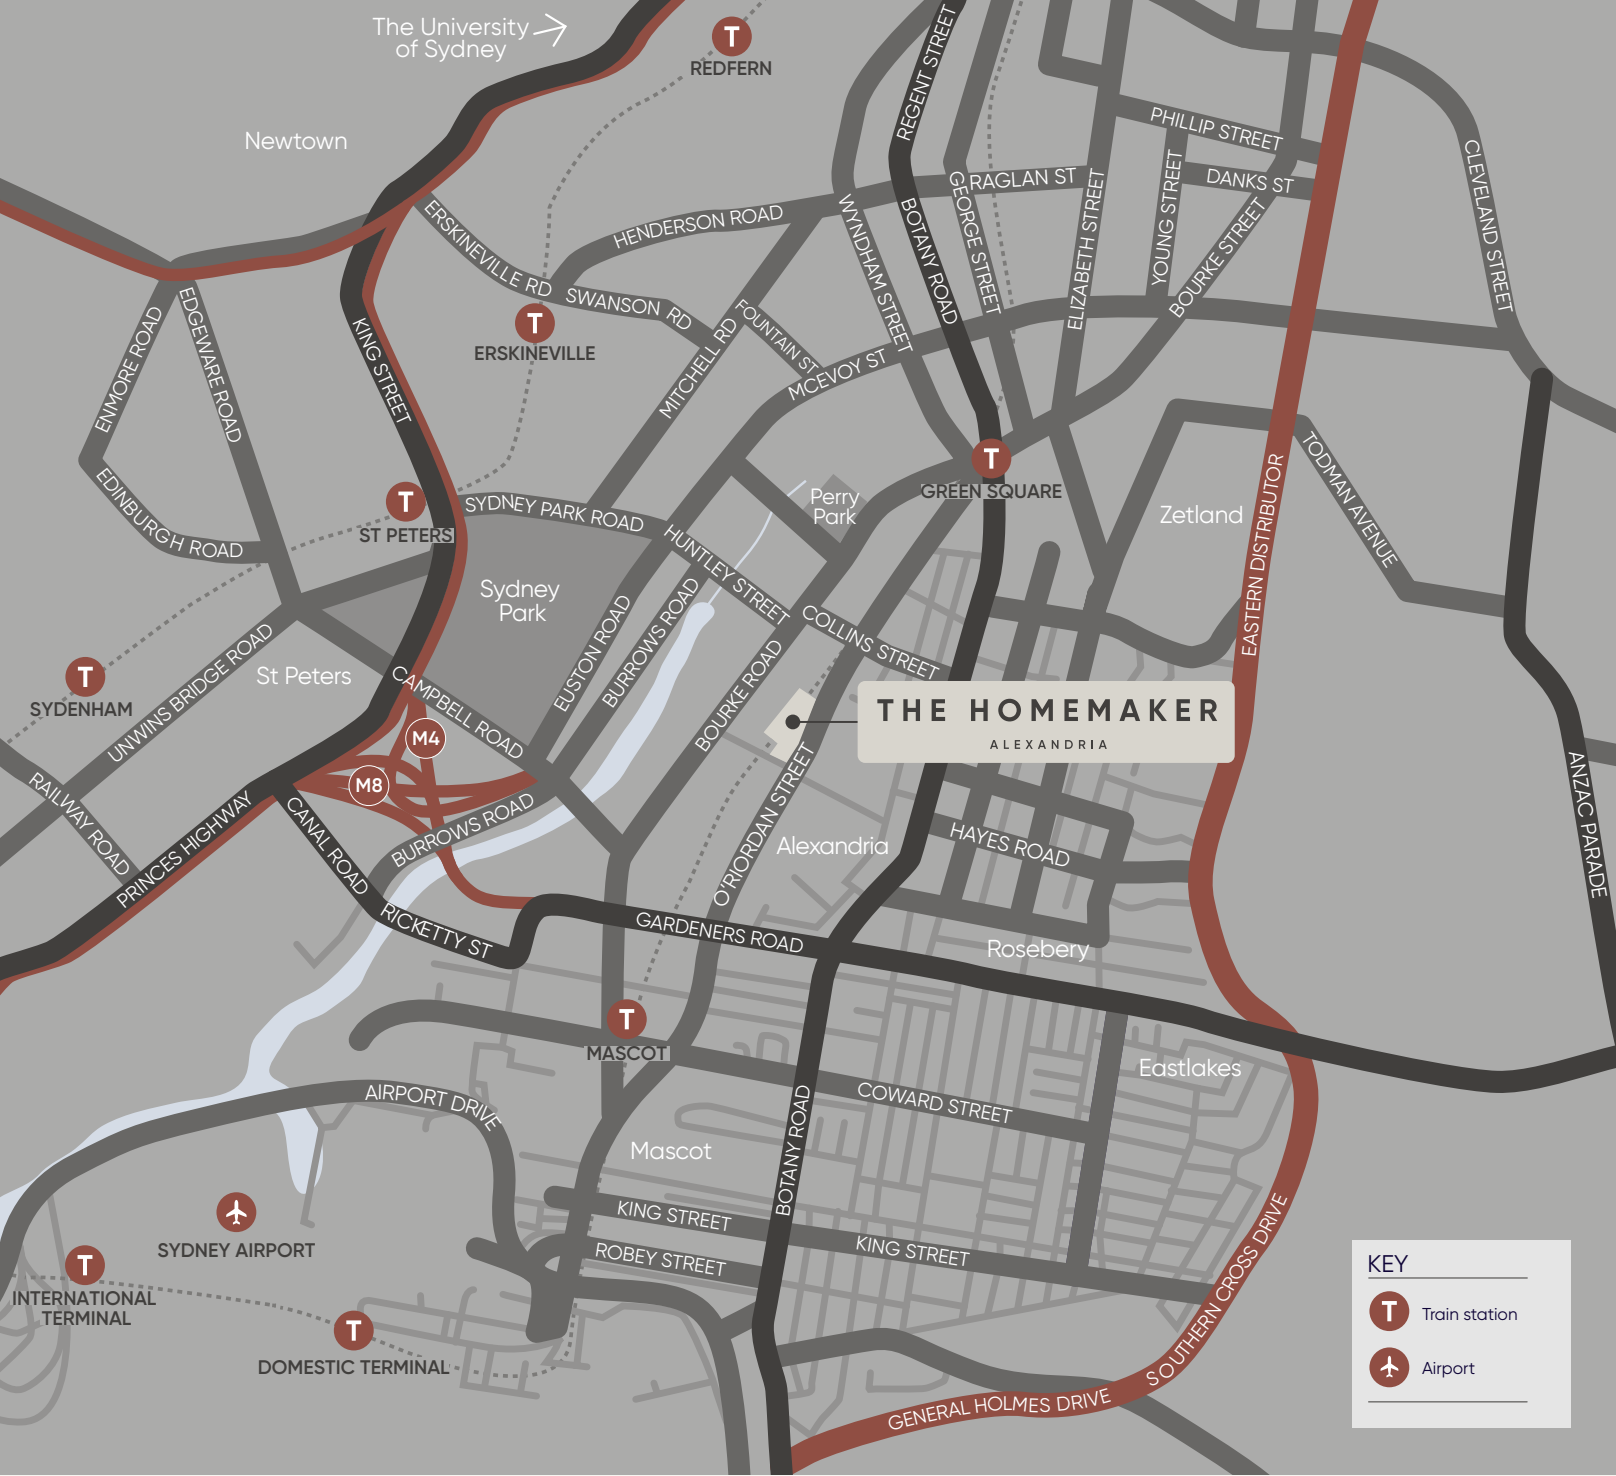 The University
of Sydney
REGENT STREET
T
REDFERN
Newtown
PHILLIP STREET
CLEVELAND STREET
RAGLAN ST
DANKS ST
ERSKINEVILLE RD
HENDERSON ROAD
WYNDHAM STREET
BOTANY ROAD
GEORGE STREET
ELIZABETH STREET
YOUNG STREET
BOURKE STREET
ENMORE ROAD
EDGEWARE ROAD
KING STREET
SWANSON RD
T
ERSKINEVILLE
MITCHELL RD
FOUNTAIN ST
MCEVOY ST
EDINBURGH ROAD
T
ST PETERS
SYDNEY PARK ROAD
HUNTLEY STREET
Perry
Park
T
GREEN SQUARE
Zetland
EASTERN DISTRIBUTOR
TODMAN AVENUE
Sydney
Park
COLLINS STREET
EUSTON ROAD
BURROWS ROAD
BOURKE ROAD
T
SYDENHAM
UNWINS BRIDGE ROAD
St Peters
CAMPBELL ROAD
M4
M8
THE HOMEMAKER
ALEXANDRIA
RAILWAY ROAD
PRINCES HIGHWAY
CANAL ROAD
BURROWS ROAD
O'RIORDAN STREET
Alexandria
HAYES ROAD
ANZAC PARADE
RICKETTY ST
GARDENERS ROAD
Rosebery
T
MASCOT
Eastlakes
AIRPORT DRIVE
COWARD STREET
Mascot
BOTANY ROAD
SYDNEY AIRPORT
KING STREET
KING STREET
ROBEY STREET
SOUTHERN CROSS DRIVE
T
INTERNATIONAL
TERMINAL
T
DOMESTIC TERMINAL
GENERAL HOLMES DRIVE
KEY
T Train station
Airport